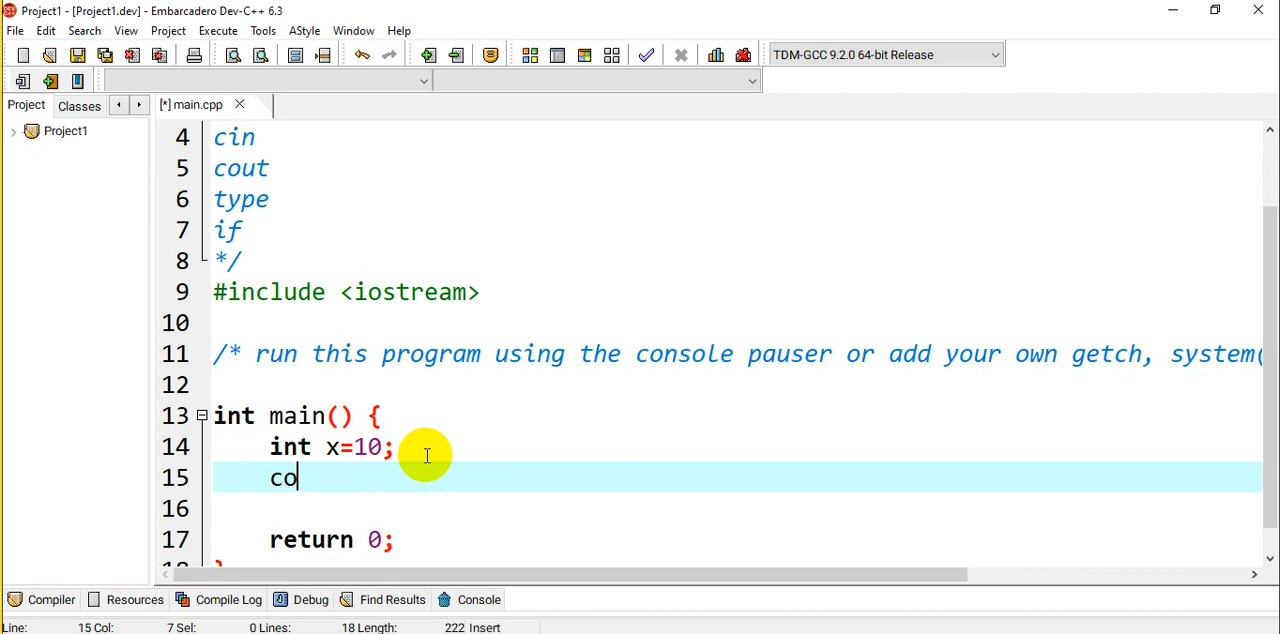 Project1 - [Project1.dev] - Embarcadero Dev-C++ 6.3
File Edit Search View Project Execute Tools AStyle Window Help
TDM-GCC 9.2.0 64-bit Release
Project Classes [*] main.cpp
Project1
4 cin
5 cout
6 type
7 if
8 */
9 #include <iostream>
10
11 /* run this program using the console pauser or add your own getch, system(
12
13 int main() {
14 int x=10;
15 co
16
17 return 0;
18 }
Compiler Resources Compile Log Debug Find Results Console
Line: 15 Col: 7 Sel: 0 Lines: 18 Length: 222 Insert